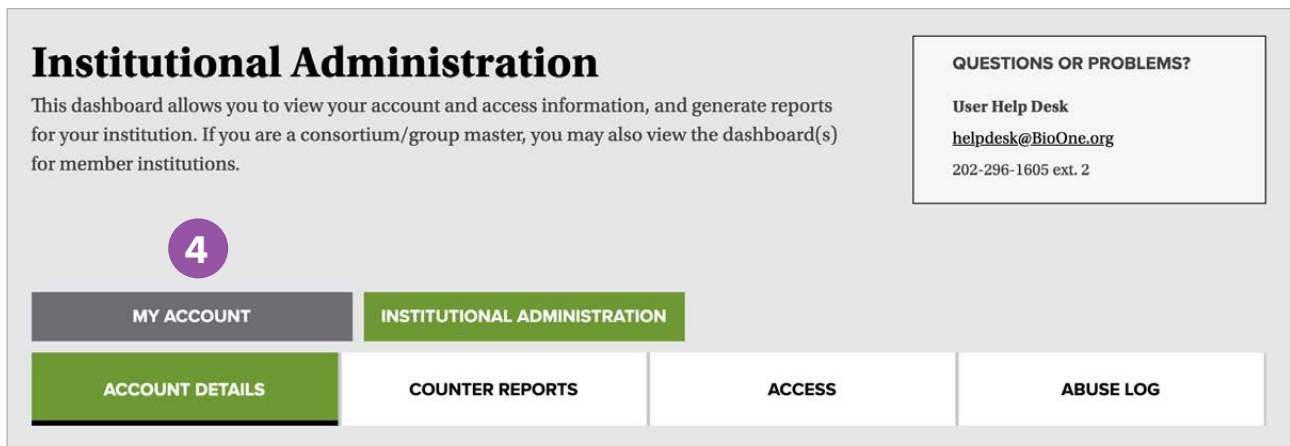 Institutional Administration
This dashboard allows you to view your account and access information, and generate reports
for your institution. If you are a consortium/group master, you may also view the dashboard(s)
for member institutions.
QUESTIONS OR PROBLEMS?
User Help Desk
helpdesk@BioOne.org
202-296-1605 ext. 2
4
MY ACCOUNT
INSTITUTIONAL ADMINISTRATION
ACCOUNT DETAILS
COUNTER REPORTS
ACCESS
ABUSE LOG